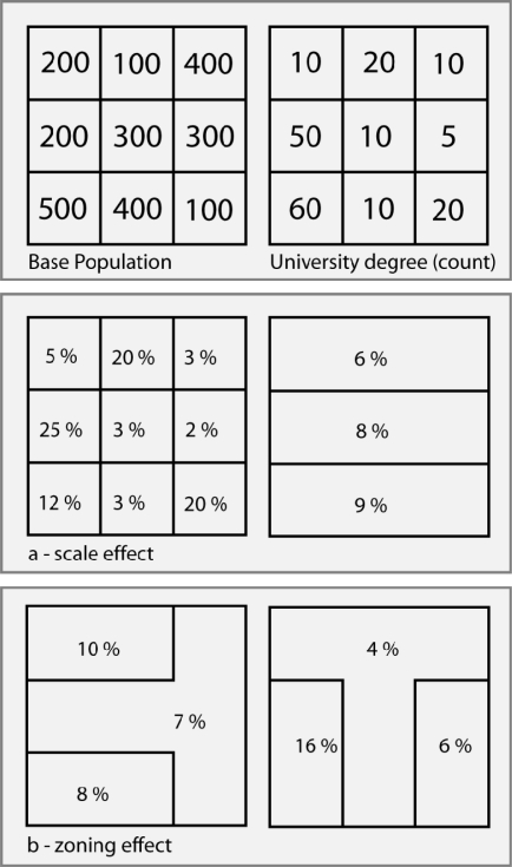 200 100 400 10 20 10
200 300 300 50 10 5
500 400 100 60 10 20
Base Population University degree (count)
5 % 20 % 3 % 6 %
25 % 3 % 2 % 8 %
12 % 3 % 20 % 9 %
a - scale effect
10 % 4 %
7 % 16 % 6 %
8 %
b - zoning effect